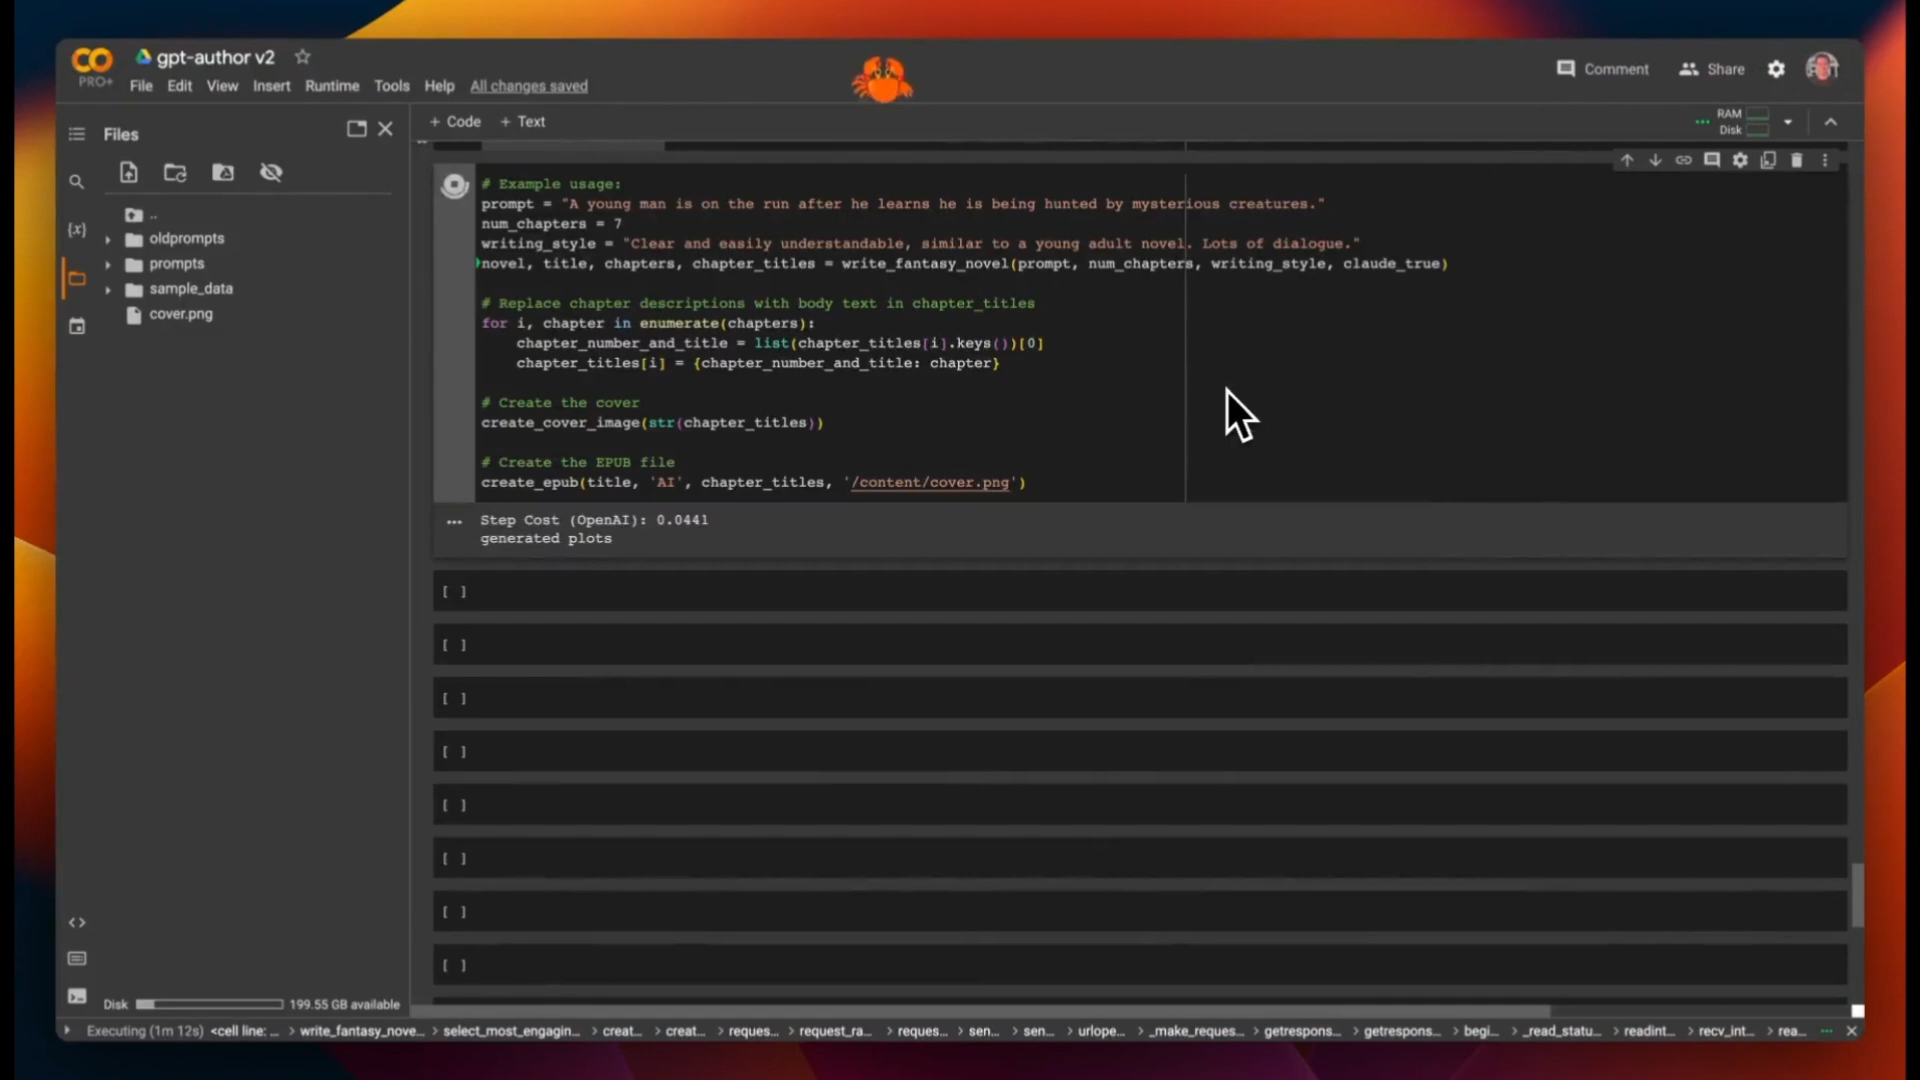 CO
PRO+
gpt-author v2
File Edit View Insert Runtime Tools Help All changes saved
Comment
Share
Files
+ Code + Text
RAM
Disk
{x}
..
oldprompts
prompts
sample_data
cover.png
# Example usage:
prompt = "A young man is on the run after he learns he is being hunted by mysterious creatures."
num_chapters = 7
writing_style = "Clear and easily understandable, similar to a young adult novel. Lots of dialogue."
novel, title, chapters, chapter_titles = write_fantasy_novel(prompt, num_chapters, writing_style, claude_true)
# Replace chapter descriptions with body text in chapter_titles
for i, chapter in enumerate(chapters):
chapter_number_and_title = list(chapter_titles[i].keys())[0]
chapter_titles[i] = {chapter_number_and_title: chapter}
# Create the cover
create_cover_image(str(chapter_titles))
# Create the EPUB file
create_epub(title, 'AI', chapter_titles, '/content/cover.png')
... Step Cost (OpenAI): 0.0441
generated plots
[ ]
[ ]
[ ]
[ ]
[ ]
[ ]
[ ]
[ ]
<>
Disk 199.55 GB available
Executing (1m 12s) <cell line: ... > write_fantasy_nove... > select_most_engagin... > creat... > creat... > reques... > request_ra... > reques... > sen... > sen... > urlope... > _make_reques... > getrespons... > getrespons... > begi... > _read_statu... > readint... > recv_int... > rea... ...